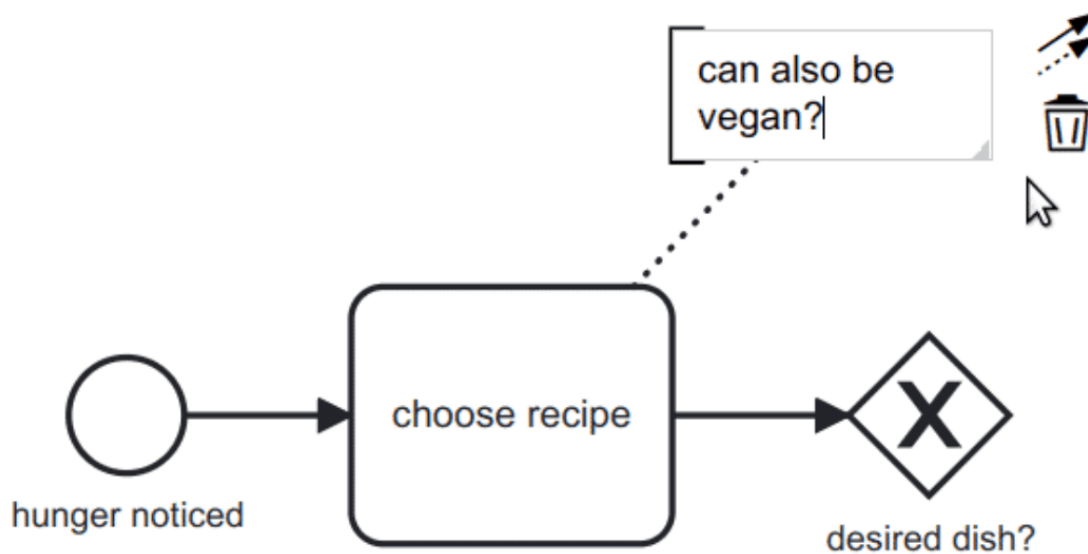 can also be
vegan?
choose recipe
hunger noticed
desired dish?